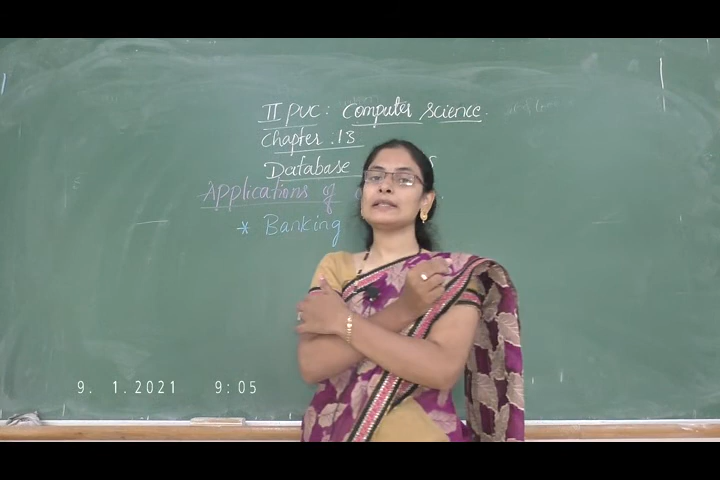 II PUC: Computer Science.
Chapter :13
Database
Applications of
* Banking
9. 1.2021 9:05